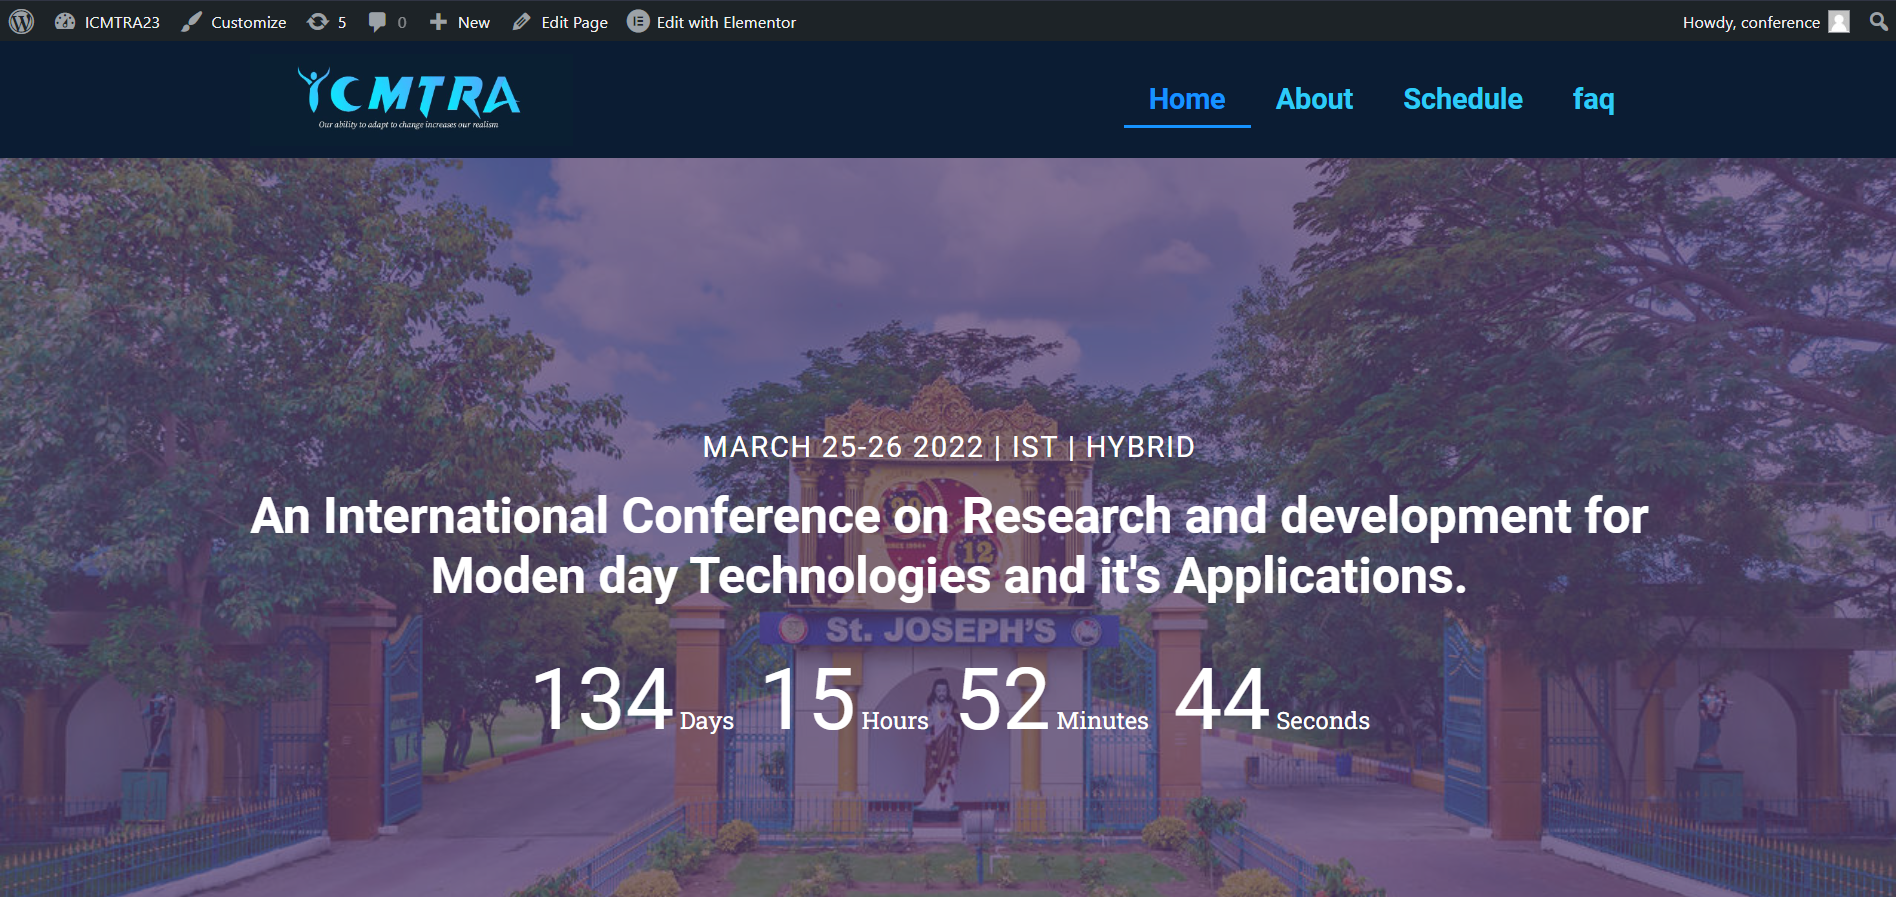 ICMTRA23 Customize 5 0 New Edit Page Edit with Elementor Howdy, conference
ICMTRA
Our ability to adapt to change increases our realism
Home About Schedule faq
MARCH 25-26 2022 | IST | HYBRID
An International Conference on Research and development for
Moden day Technologies and it's Applications.
St. JOSEPH'S
134 Days 15 Hours 52 Minutes 44 Seconds